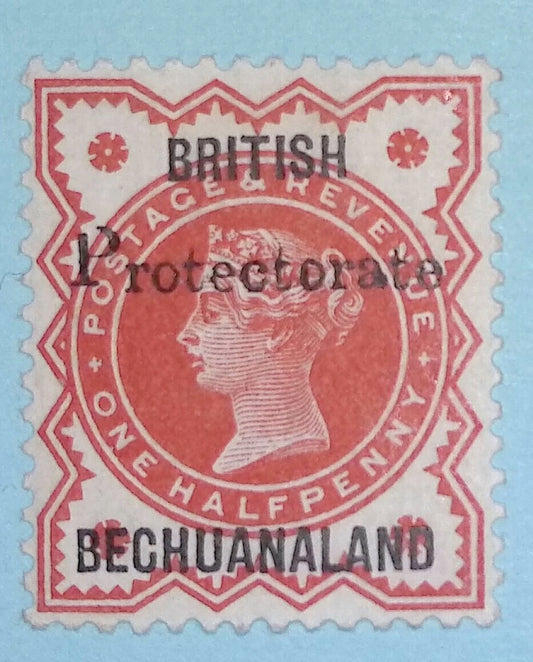 BRITISH
POSTAGE & REVENUE
Protectorate
ONE HALFPENNY
BECHUANALAND